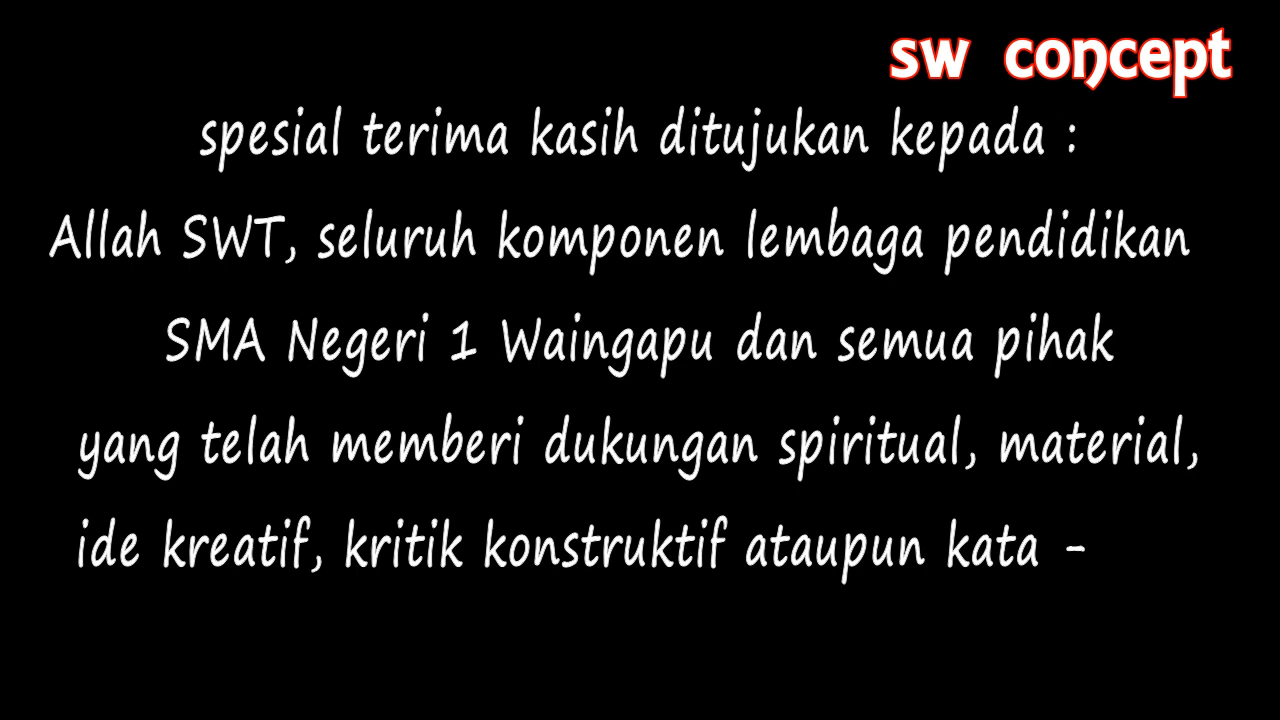 sw concept
spesial terima kasih ditujukan kepada :
Allah SWT, seluruh komponen lembaga pendidikan
SMA Negeri 1 Waingapu dan semua pihak
yang telah memberi dukungan spiritual, material,
ide kreatif, kritik konstruktif ataupun kata -